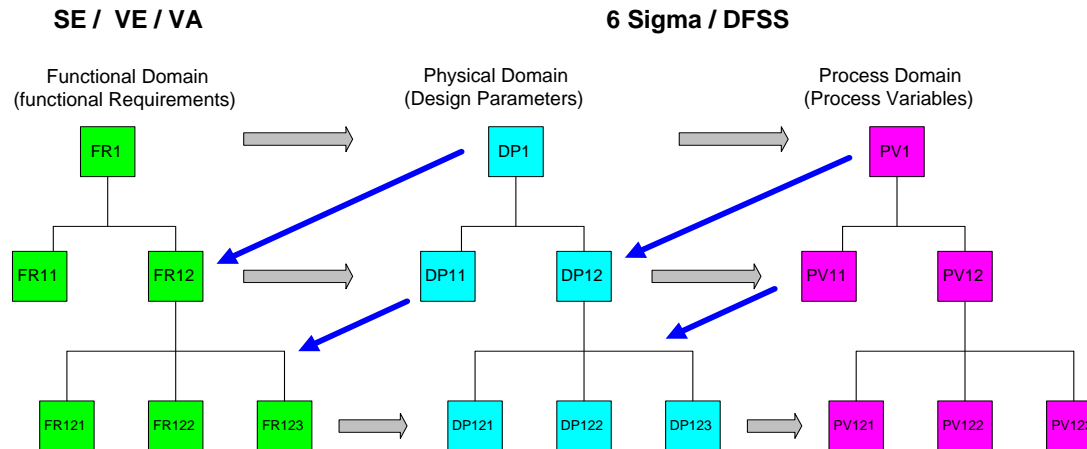 SE / VE / VA
6 Sigma / DFSS
Functional Domain
(functional Requirements)
Physical Domain
(Design Parameters)
Process Domain
(Process Variables)
FR1
DP1
PV1
FR11
FR12
DP11
DP12
PV11
PV12
FR121
FR122
FR123
DP121
DP122
DP123
PV121
PV122